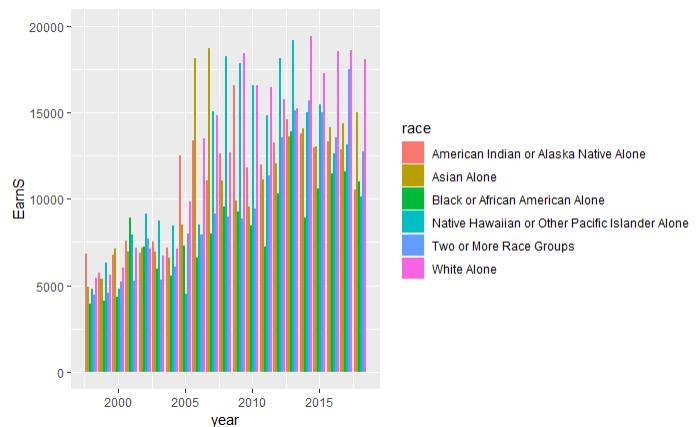 20000
15000
10000
5000
0
EarnS
2000 2005 2010 2015
year
race
American Indian or Alaska Native Alone
Asian Alone
Black or African American Alone
Native Hawaiian or Other Pacific Islander Alone
Two or More Race Groups
White Alone